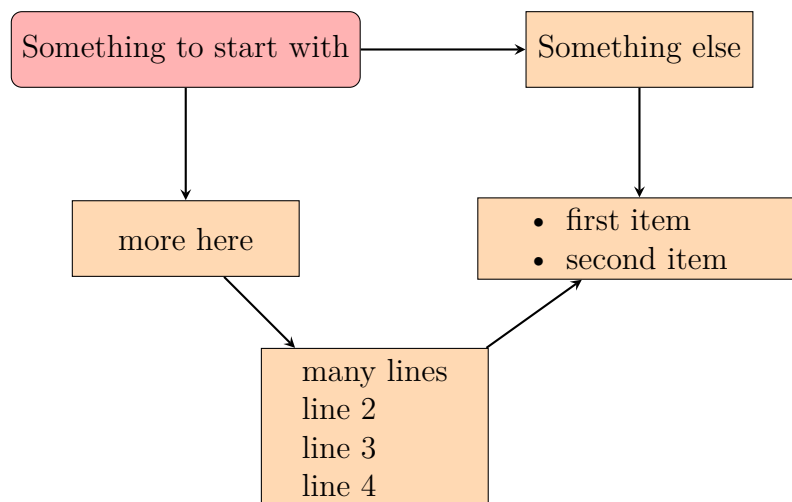 Something to start with
Something else
more here
• first item
• second item
many lines
line 2
line 3
line 4